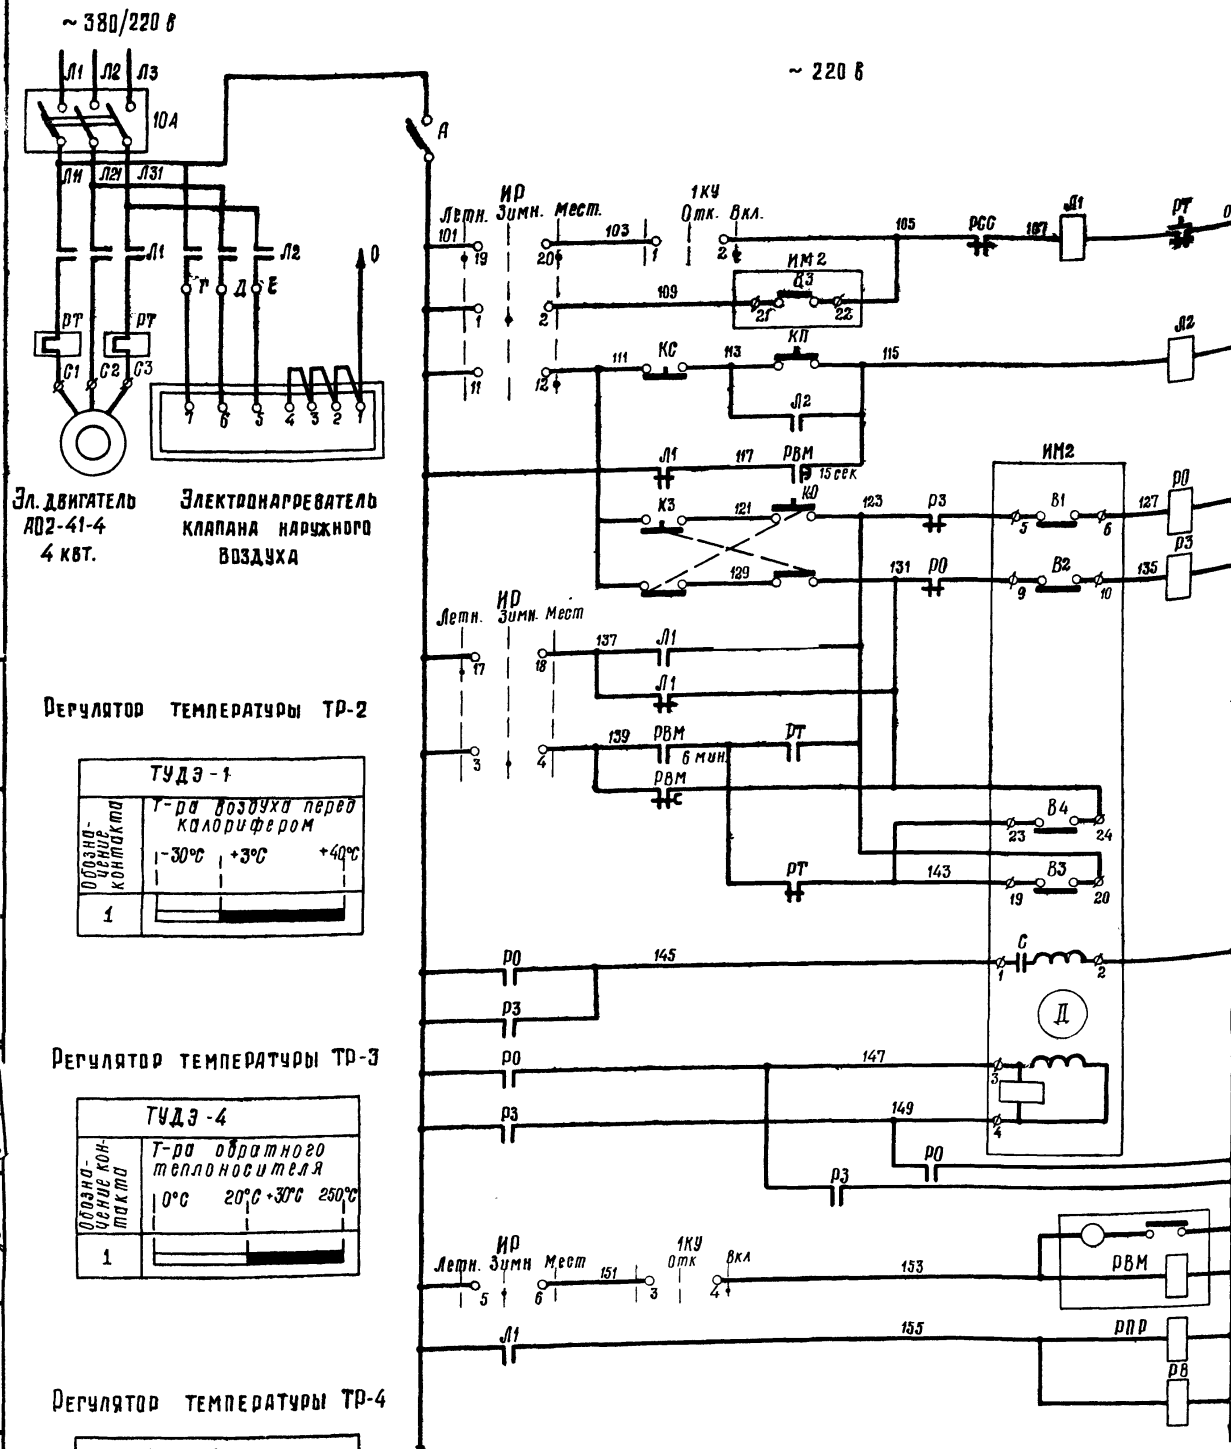 ~ 380/220 в
Л1 Л2 Л3
10А
Л11 Л21 Л31
Л1
Л2
0
Г Д Е
РТ РТ
С1 С2 С3
7 6 5 4 3 2 1
Эл. двигатель
А02-41-4
4 квт.
Электронагреватель
клапана наружного
воздуха
А
~ 220 в
ИР
Летн. Зимн. Мест.
1КУ
Отк. Вкл.
101 19 20 103 1 2 105 РСС 107 Л1 РТ 0
ИМ2
1 2 109 21 В3 22
11 12 111 КС 113 КП 115 Л2
Л2
Л1 117 РВМ 15 сек
ИМ2
КЗ 121 КО 123 РЗ 5 В1 6 127 РО
129 131 РО 9 В2 10 135 РЗ
ИР
Летн. Зимн. Мест
17 18 137 Л1
Л1
3 4 139 РВМ 6 мин. РТ
РВМ
23 В4 24
РТ 143 19 В3 20
РО 145 1 С 2
РЗ
Д
РО 147 3
РЗ 149 4
РО
РЗ
ИР
Летн. Зимн Мест
1КУ
Отк Вкл
5 6 151 3 4 153 РВМ
Л1 155 РПР
РВ
Регулятор температуры ТР-2
ТУДЭ-1
Обозна-
чение
контакта
Т-ра воздуха перед
калорифером
-30°С +3°С +40°С
1
Регулятор температуры ТР-3
ТУДЭ-4
Обозна-
чение кон-
такта
Т-ра обратного
теплоносителя
0°С 20°С +30°С 250°С
1
Регулятор температуры ТР-4